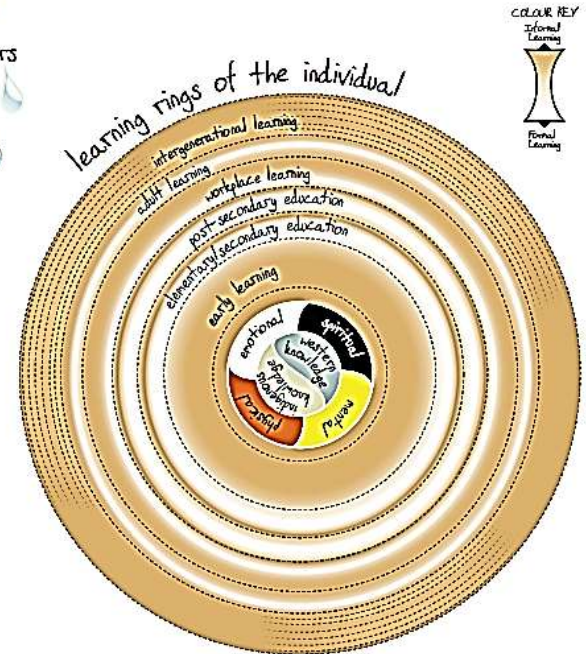 COLOUR KEY
Informal
Learning
Formal
Learning
learning rings of the individual
intergenerational learning
adult learning
workplace learning
post-secondary education
elementary/secondary education
early learning
emotional
spiritual
western
knowledge
indigenous
knowledge
physical
mental